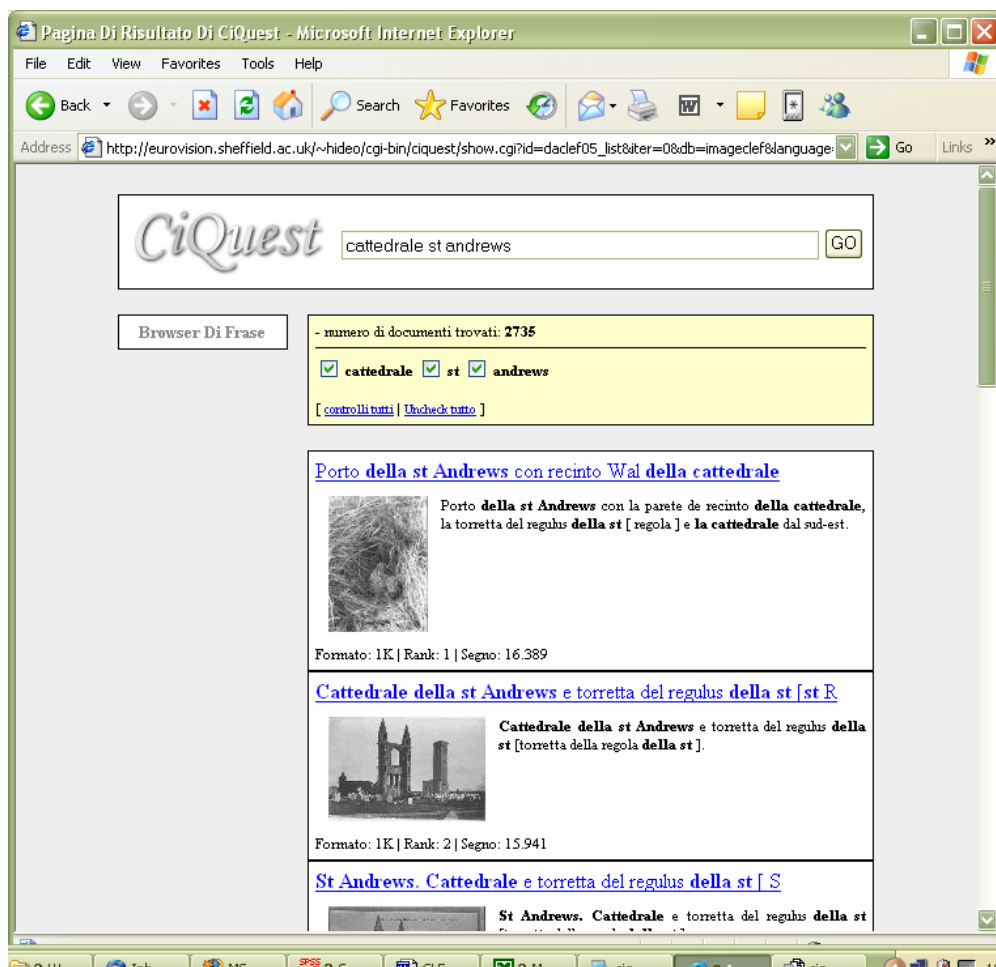 Pagina Di Risultato Di CiQuest - Microsoft Internet Explorer
File Edit View Favorites Tools Help
Back Search Favorites
Address http://eurovision.sheffield.ac.uk/~hideo/cgi-bin/ciquest/show.cgi?id=daclef05_list&iter=0&db=imageclef&language: Go Links »
CiQuest cattedrale st andrews GO
Browser Di Frase
- numero di documenti trovati: 2735
cattedrale st andrews
[ controlli tutti | Uncheck tutto ]
Porto della st Andrews con recinto Wal della cattedrale
Porto della st Andrews con la parete de recinto della cattedrale,
la torretta del regulus della st [ regola ] e la cattedrale dal sud-est.
Formato: 1K | Rank: 1 | Segno: 16.389
Cattedrale della st Andrews e torretta del regulus della st [st R
Cattedrale della st Andrews e torretta del regulus della
st [torretta della regola della st ].
Formato: 1K | Rank: 2 | Segno: 15.941
St Andrews. Cattedrale e torretta del regulus della st [ S
St Andrews. Cattedrale e torretta del regulus della st